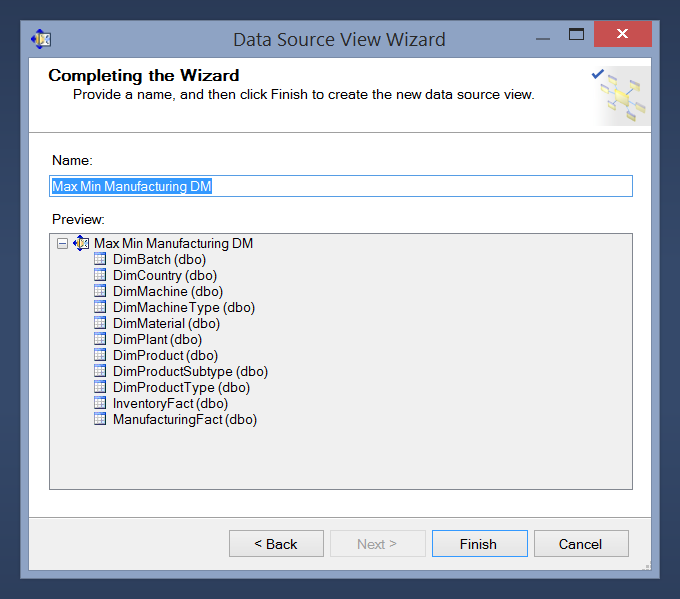 Data Source View Wizard
Completing the Wizard
Provide a name, and then click Finish to create the new data source view.
Name:
Max Min Manufacturing DM
Preview:
Max Min Manufacturing DM
DimBatch (dbo)
DimCountry (dbo)
DimMachine (dbo)
DimMachineType (dbo)
DimMaterial (dbo)
DimPlant (dbo)
DimProduct (dbo)
DimProductSubtype (dbo)
DimProductType (dbo)
InventoryFact (dbo)
ManufacturingFact (dbo)
< Back
Next >
Finish
Cancel